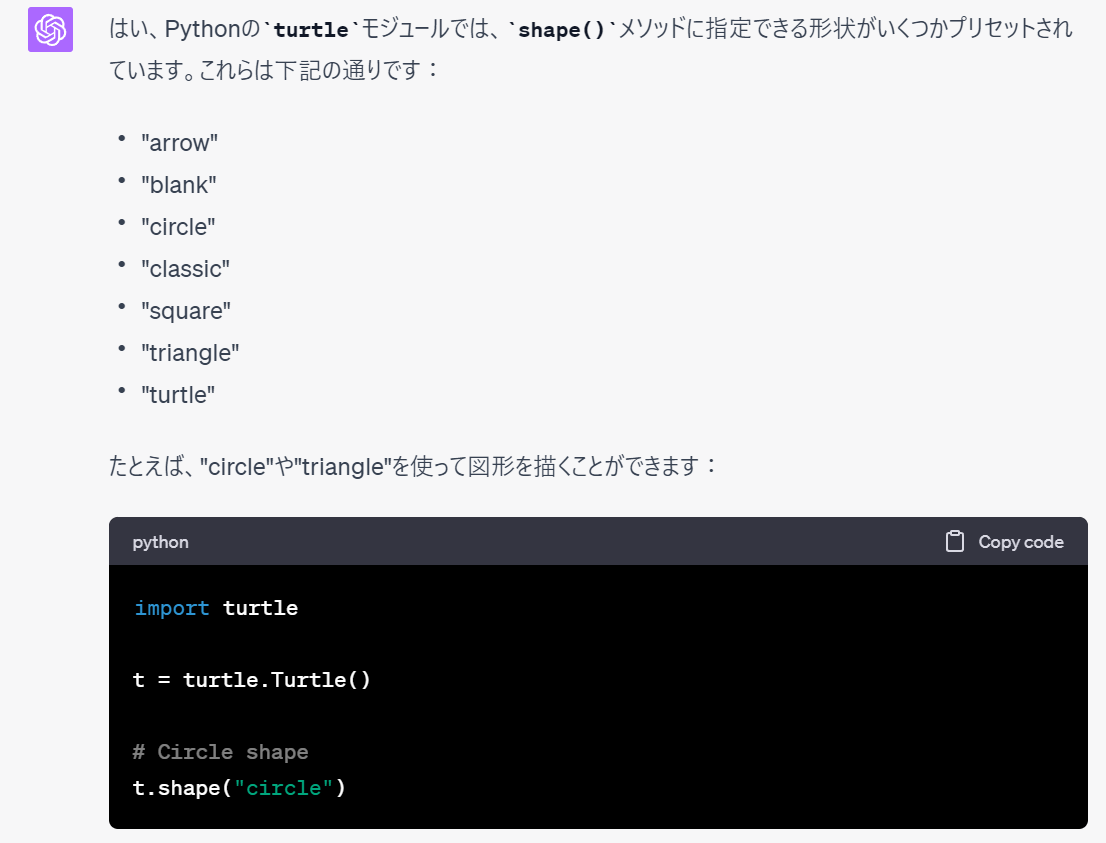 はい、Pythonの`turtle`モジュールでは、`shape()`メソッドに指定できる形状がいくつかプリセットされ
ています。これらは下記の通りです：
• "arrow"
• "blank"
• "circle"
• "classic"
• "square"
• "triangle"
• "turtle"
たとえば、"circle"や"triangle"を使って図形を描くことができます：
python Copy code
import turtle
t = turtle.Turtle()
# Circle shape
t.shape("circle")